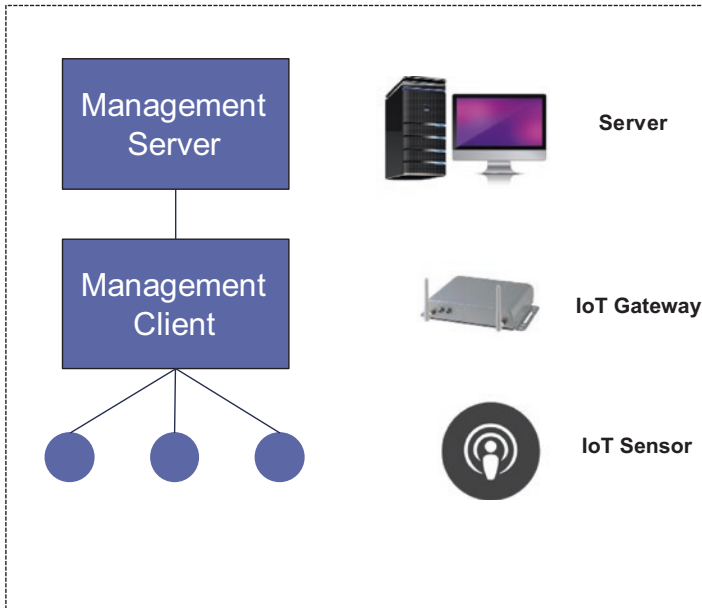 Management
Server
Server
Management
Client
IoT Gateway
IoT Sensor